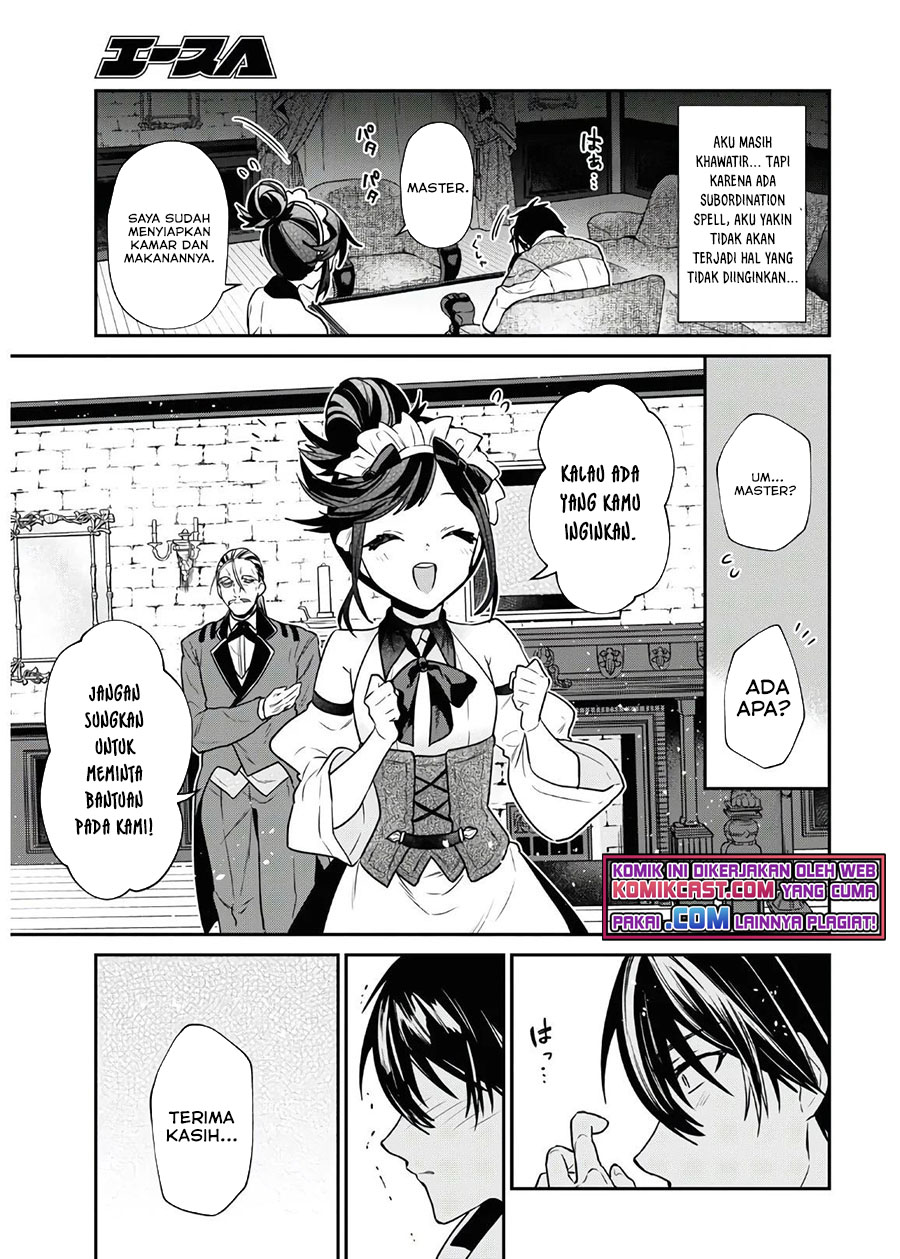 エースA
AKU MASIH
KHAWATIR... TAPI
KARENA ADA
SUBORDINATION
SPELL, AKU YAKIN
TIDAK AKAN
TERJADI HAL YANG
TIDAK DIINGINKAN...
はぁ…
MASTER.
パタ
パタ
SAYA SUDAH
MENYIAPKAN
KAMAR DAN
MAKANANNYA.
UM...
MASTER?
ADA
APA?
KALAU ADA
YANG KAMU
INGINKAN.
JANGAN
SUNGKAN
UNTUK
MEMINTA
BANTUAN
PADA KAMI!
KOMIK INI DIKERJAKAN OLEH WEB
KOMIKCAST.COM YANG CUMA
PAKAI .COM LAINNYA PLAGIAT!
はっ…
TERIMA
KASIH...